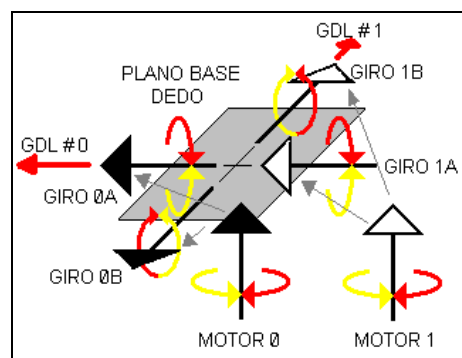 GDL #1
PLANO BASE
DEDO
GIRO 1B
GDL #0
GIRO 1A
GIRO 0A
GIRO 0B
MOTOR 0
MOTOR 1